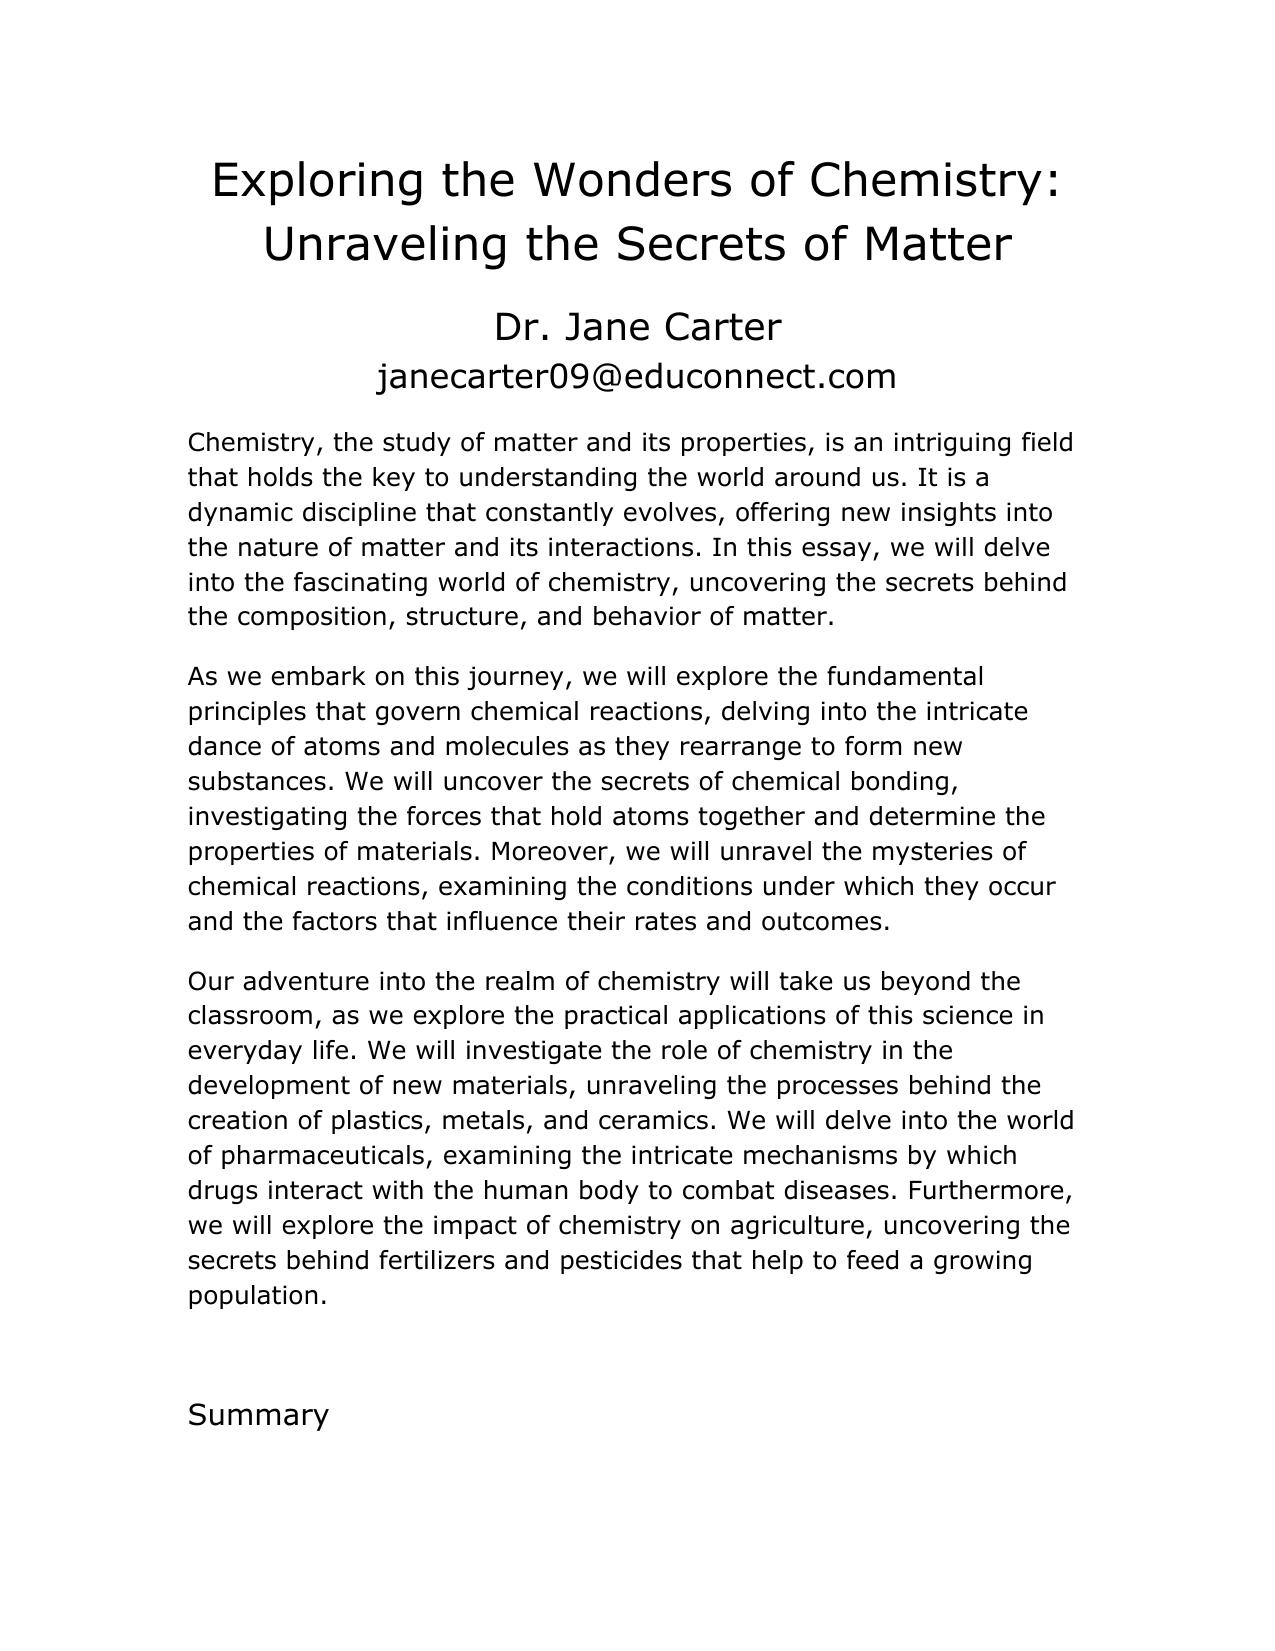 Exploring the Wonders of Chemistry:
Unraveling the Secrets of Matter
Dr. Jane Carter
janecarter09@educonnect.com
Chemistry, the study of matter and its properties, is an intriguing field
that holds the key to understanding the world around us. It is a
dynamic discipline that constantly evolves, offering new insights into
the nature of matter and its interactions. In this essay, we will delve
into the fascinating world of chemistry, uncovering the secrets behind
the composition, structure, and behavior of matter.
As we embark on this journey, we will explore the fundamental
principles that govern chemical reactions, delving into the intricate
dance of atoms and molecules as they rearrange to form new
substances. We will uncover the secrets of chemical bonding,
investigating the forces that hold atoms together and determine the
properties of materials. Moreover, we will unravel the mysteries of
chemical reactions, examining the conditions under which they occur
and the factors that influence their rates and outcomes.
Our adventure into the realm of chemistry will take us beyond the
classroom, as we explore the practical applications of this science in
everyday life. We will investigate the role of chemistry in the
development of new materials, unraveling the processes behind the
creation of plastics, metals, and ceramics. We will delve into the world
of pharmaceuticals, examining the intricate mechanisms by which
drugs interact with the human body to combat diseases. Furthermore,
we will explore the impact of chemistry on agriculture, uncovering the
secrets behind fertilizers and pesticides that help to feed a growing
population.
Summary